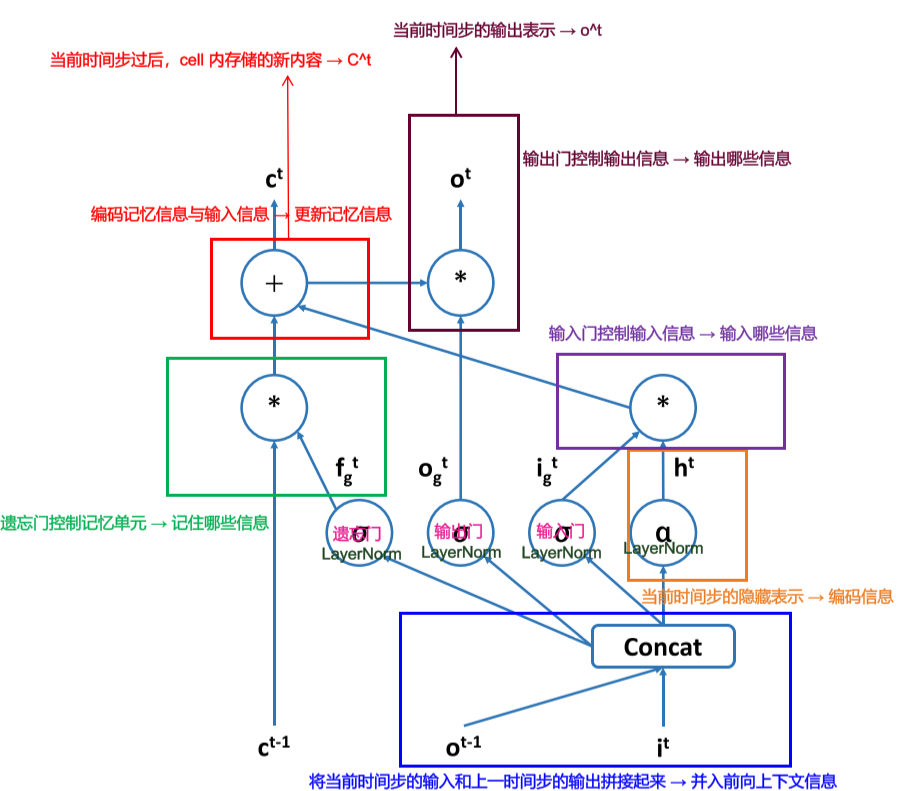 当前时间步的输出表示 → o^t
当前时间步过后，cell 内存储的新内容 → C^t
输出门控制输出信息 → 输出哪些信息
cᵗ
oᵗ
编码记忆信息与输入信息 → 更新记忆信息
+
*
输入门控制输入信息 → 输入哪些信息
*
*
f_g^t
o_g^t
i_g^t
hᵗ
遗忘门控制记忆单元 → 记住哪些信息
σ
遗忘门
LayerNorm
σ
输出门
LayerNorm
σ
输入门
LayerNorm
α
LayerNorm
当前时间步的隐藏表示 → 编码信息
Concat
cᵗ⁻¹
oᵗ⁻¹
iᵗ
将当前时间步的输入和上一时间步的输出拼接起来 → 并入前向上下文信息